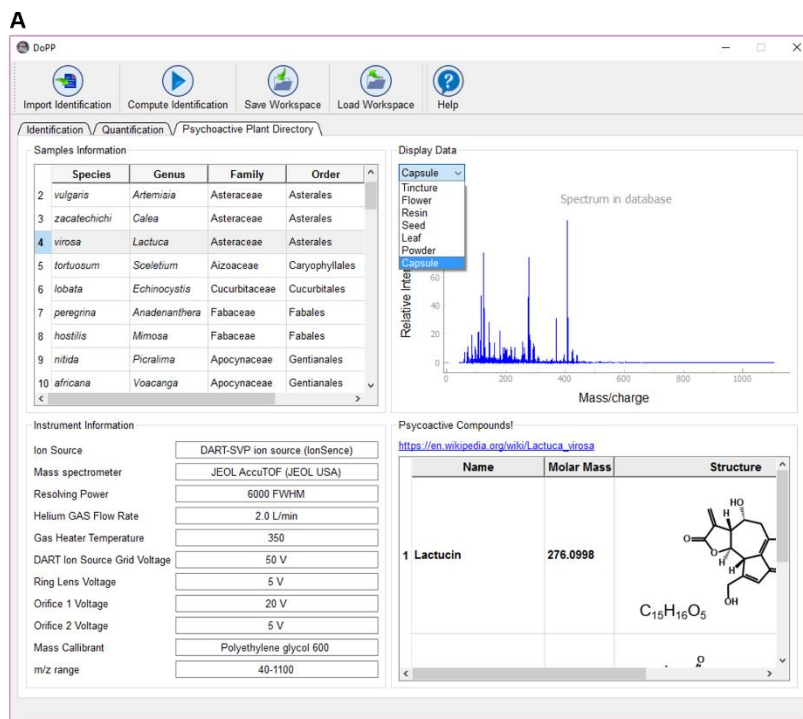 A
DoPP
Import Identification Compute Identification Save Workspace Load Workspace Help
Identification Quantification Psychoactive Plant Directory
Samples Information
Species Genus Family Order
2 vulgaris Artemisia Asteraceae Asterales
3 zacatechichi Calea Asteraceae Asterales
4 virosa Lactuca Asteraceae Asterales
5 tortuosum Sceletium Aizoaceae Caryophyllales
6 lobata Echinocystis Cucurbitaceae Cucurbitales
7 peregrina Anadenanthera Fabaceae Fabales
8 hostilis Mimosa Fabaceae Fabales
9 nitida Picralima Apocynaceae Gentianales
10 africana Voacanga Apocynaceae Gentianales
Display Data
Capsule
Tincture
Flower
Resin
Seed
Leaf
Powder
Capsule
Spectrum in database
Relative Inter
60
40
20
0
0 200 400 600 800 1000
Mass/charge
Instrument Information
Ion Source DART-SVP ion source (IonSence)
Mass spectrometer JEOL AccuTOF (JEOL USA)
Resolving Power 6000 FWHM
Helium GAS Flow Rate 2.0 L/min
Gas Heater Temperature 350
DART Ion Source Grid Voltage 50 V
Ring Lens Voltage 5 V
Orifice 1 Voltage 20 V
Orifice 2 Voltage 5 V
Mass Callibrant Polyethylene glycol 600
m/z range 40-1100
Psycoactive Compounds!
https://en.wikipedia.org/wiki/Lactuca_virosa
Name Molar Mass Structure
1 Lactucin 276.0998
HO
H
O
O
H
H
OH
OH
C15H16O5
O